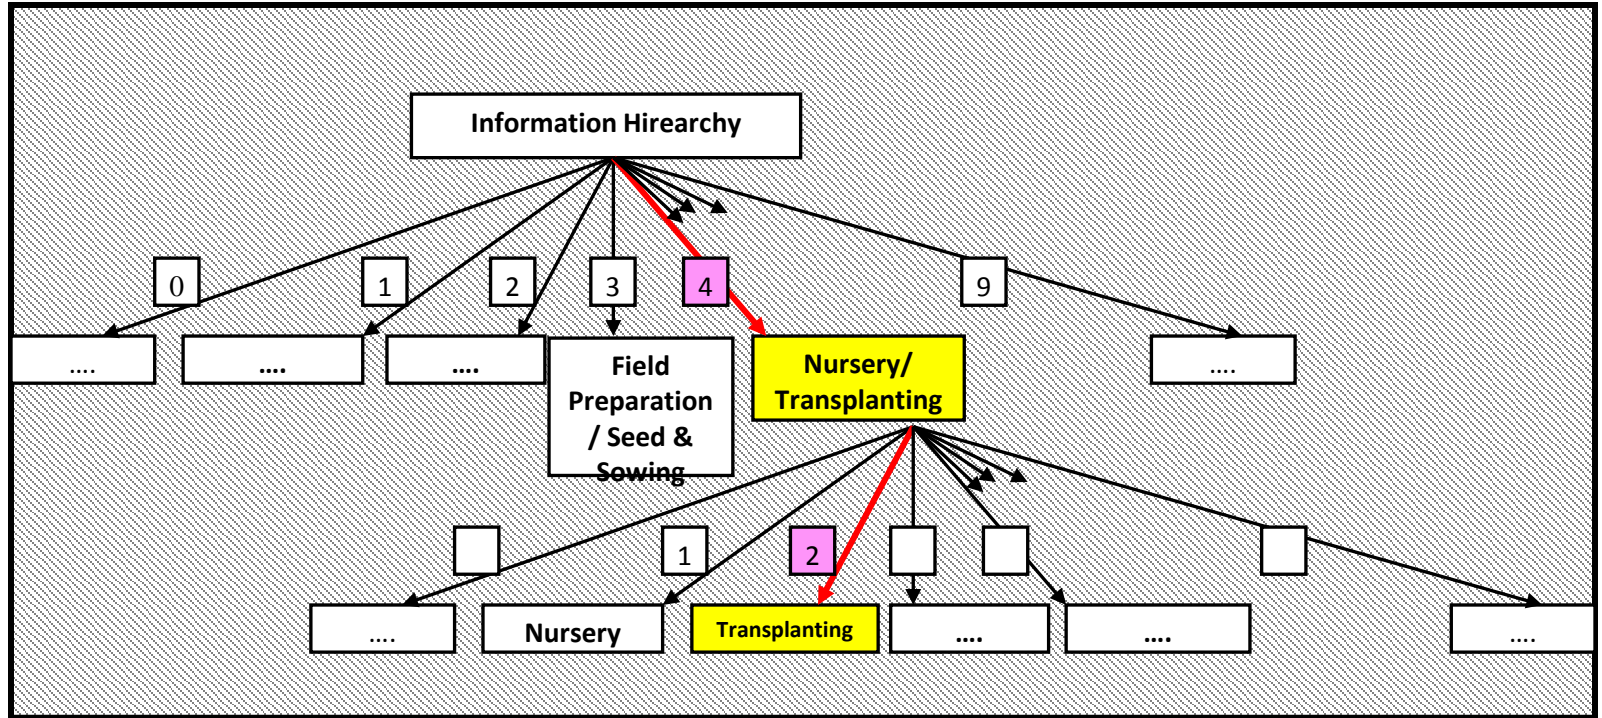 Information Hirearchy
0
1
2
3
4
9
....
....
....
Field
Preparation
/ Seed &
Sowing
Nursery/
Transplanting
....
1
2
....
Nursery
Transplanting
....
....
....